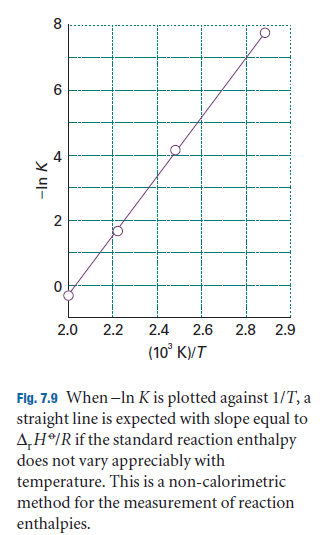 8
6
4
2
0
–ln K
2.0 2.2 2.4 2.6 2.8 2.9
(10³ K)/T
Fig. 7.9 When –ln K is plotted against 1/T, a
straight line is expected with slope equal to
ΔᵣH°/R if the standard reaction enthalpy
does not vary appreciably with
temperature. This is a non-calorimetric
method for the measurement of reaction
enthalpies.